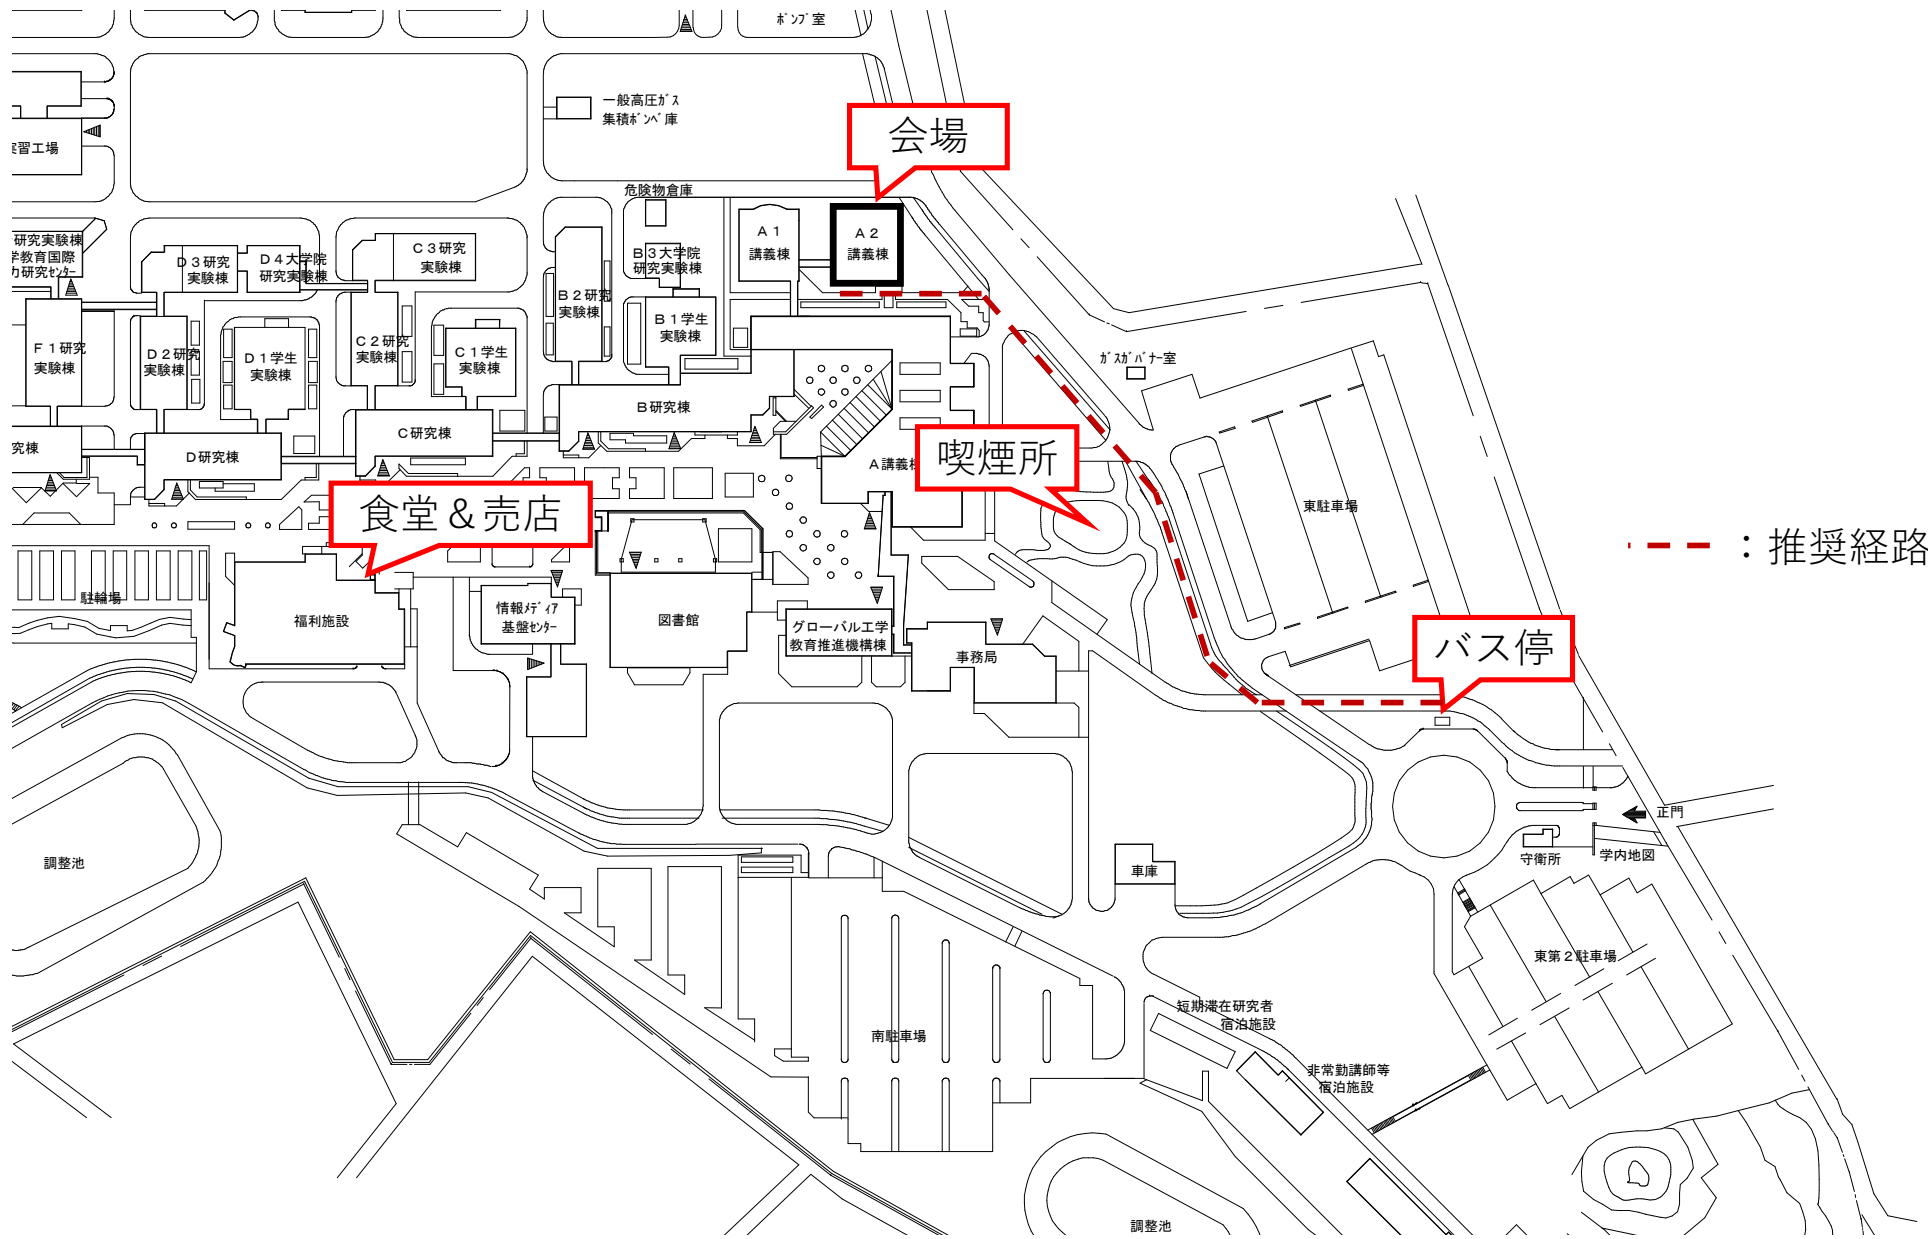 ﾎﾟﾝﾌﾟ室
一般高圧ｶﾞｽ
集積ﾎﾞﾝﾍﾞ庫
会場
実習工場
危険物倉庫
Ａ１
講義棟
Ａ２
講義棟
研究実験棟
学教育国際
力研究ｾﾝﾀｰ
Ｄ３研究
実験棟
Ｄ４大学院
研究実験棟
Ｃ３研究
実験棟
Ｂ３大学院
研究実験棟
Ｂ２研究
実験棟
Ｂ１学生
実験棟
Ｆ１研究
実験棟
Ｄ２研究
実験棟
Ｄ１学生
実験棟
Ｃ２研究
実験棟
Ｃ１学生
実験棟
ｶﾞｽｶﾞﾊﾞﾅｰ室
Ｂ研究棟
Ｃ研究棟
Ｄ研究棟
究棟
Ａ講義棟
喫煙所
食堂＆売店
東駐車場
：推奨経路
駐輪場
福利施設
情報ﾒﾃﾞｨｱ
基盤ｾﾝﾀｰ
図書館
グローバル工学
教育推進機構棟
事務局
バス停
正門
守衛所
学内地図
調整池
車庫
東第２駐車場
南駐車場
短期滞在研究者
宿泊施設
非常勤講師等
宿泊施設
調整池